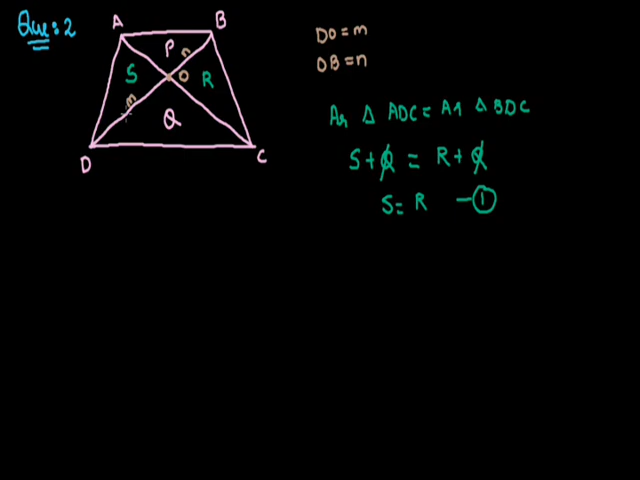 Que: 2
A
B
P
n
S
O
R
m
Q
D
C
DO = m
OB = n
Ar Δ ADC = Ar Δ BDC
S + Q = R + Q
S = R - ①